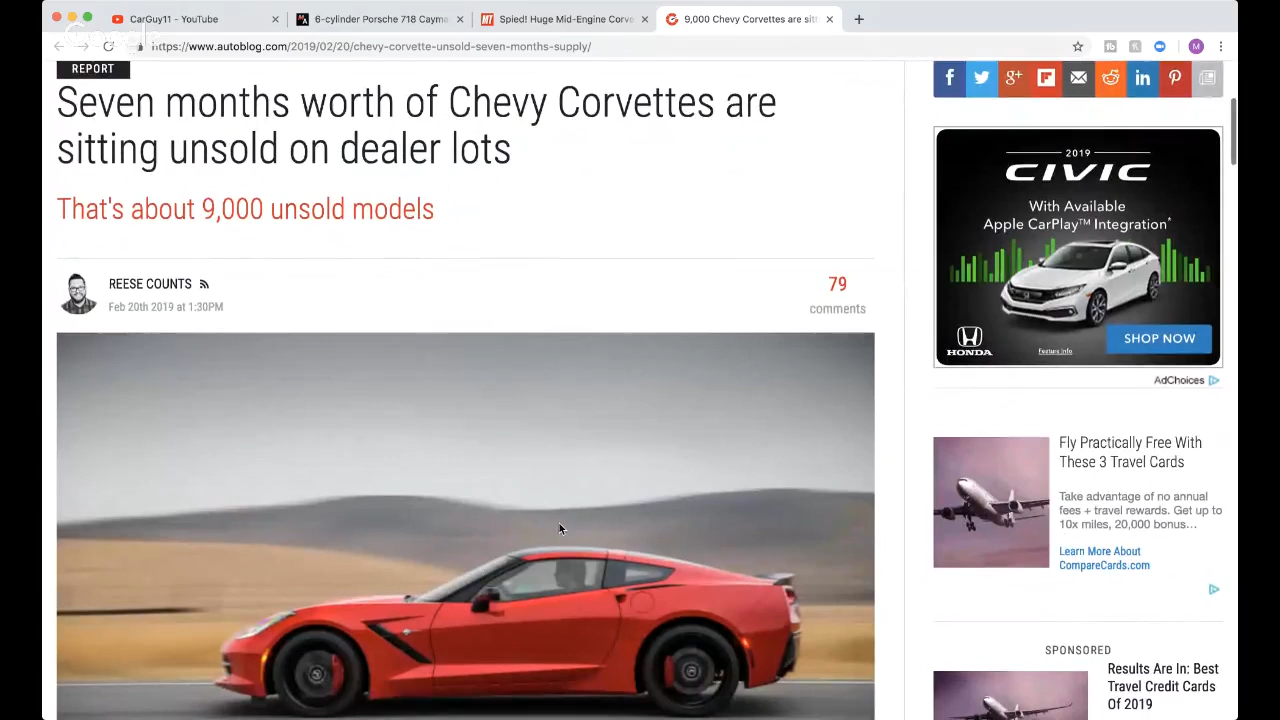 CarGuy11 - YouTube
6-cylinder Porsche 718 Cayma
Spied! Huge Mid-Engine Corve
9,000 Chevy Corvettes are sitt
Google
https://www.autoblog.com/2019/02/20/chevy-corvette-unsold-seven-months-supply/
M
REPORT
Seven months worth of Chevy Corvettes are
sitting unsold on dealer lots
That's about 9,000 unsold models
REESE COUNTS
Feb 20th 2019 at 1:30PM
79
comments
2019
CIVIC
With Available
Apple CarPlay™ Integration*
HONDA
Feature Info
SHOP NOW
AdChoices
Fly Practically Free With
These 3 Travel Cards
Take advantage of no annual
fees + travel rewards. Get up to
10x miles, 20,000 bonus...
Learn More About
CompareCards.com
SPONSORED
Results Are In: Best
Travel Credit Cards
Of 2019